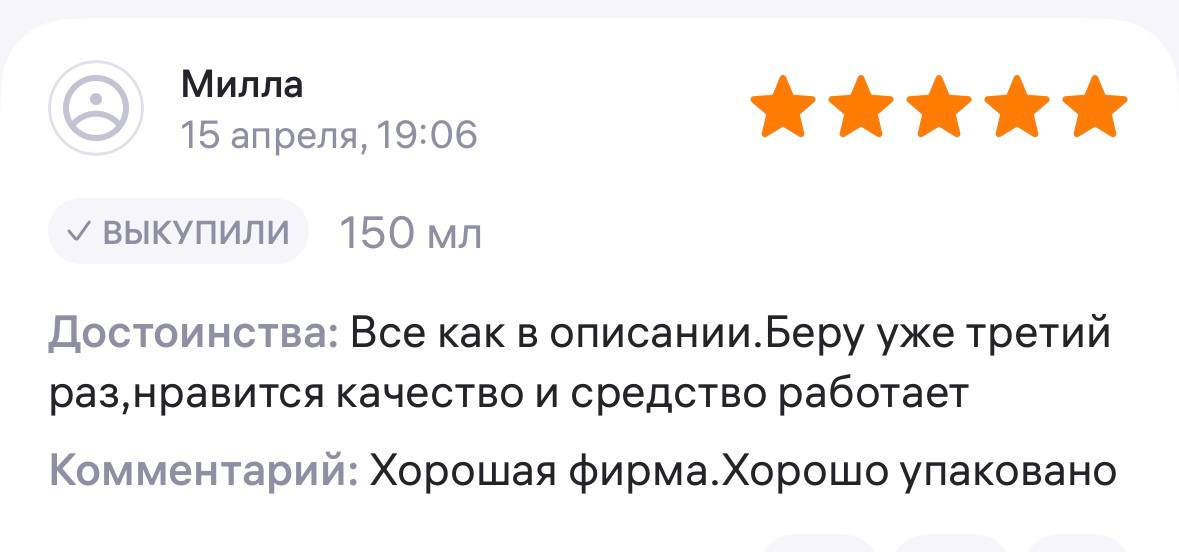 Милла
15 апреля, 19:06
ВЫКУПИЛИ 150 мл
Достоинства: Все как в описании.Беру уже третий
раз,нравится качество и средство работает
Комментарий: Хорошая фирма.Хорошо упаковано